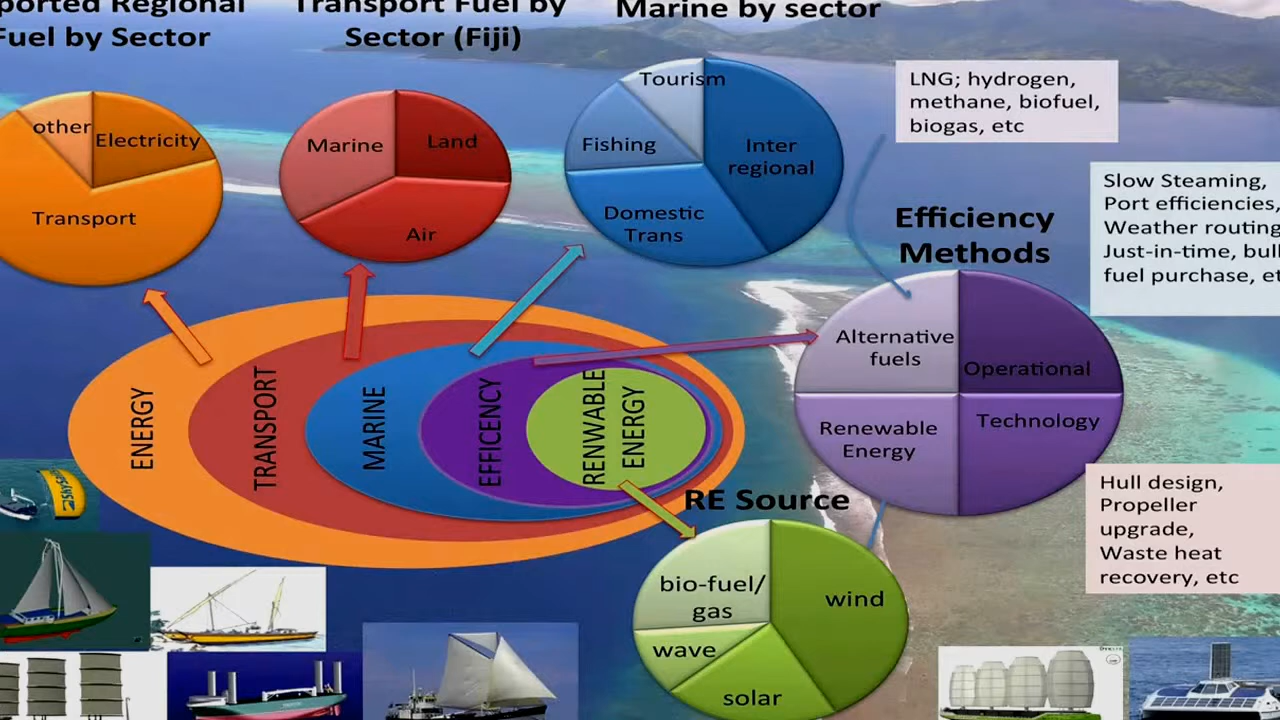 ported Regional
Fuel by Sector
Transport Fuel by
Sector (Fiji)
Marine by sector
other
Electricity
Transport
Marine
Land
Air
Tourism
Fishing
Inter
regional
Domestic
Trans
LNG; hydrogen,
methane, biofuel,
biogas, etc
Slow Steaming,
Port efficiencies,
Weather routing
Just-in-time, bul
fuel purchase, et
Efficiency
Methods
Alternative
fuels
Operational
Renewable
Energy
Technology
ENERGY
TRANSPORT
MARINE
EFFICENCY
RENWABLE
ENERGY
Hull design,
Propeller
upgrade,
Waste heat
recovery, etc
RE Source
bio-fuel/
gas
wind
wave
solar